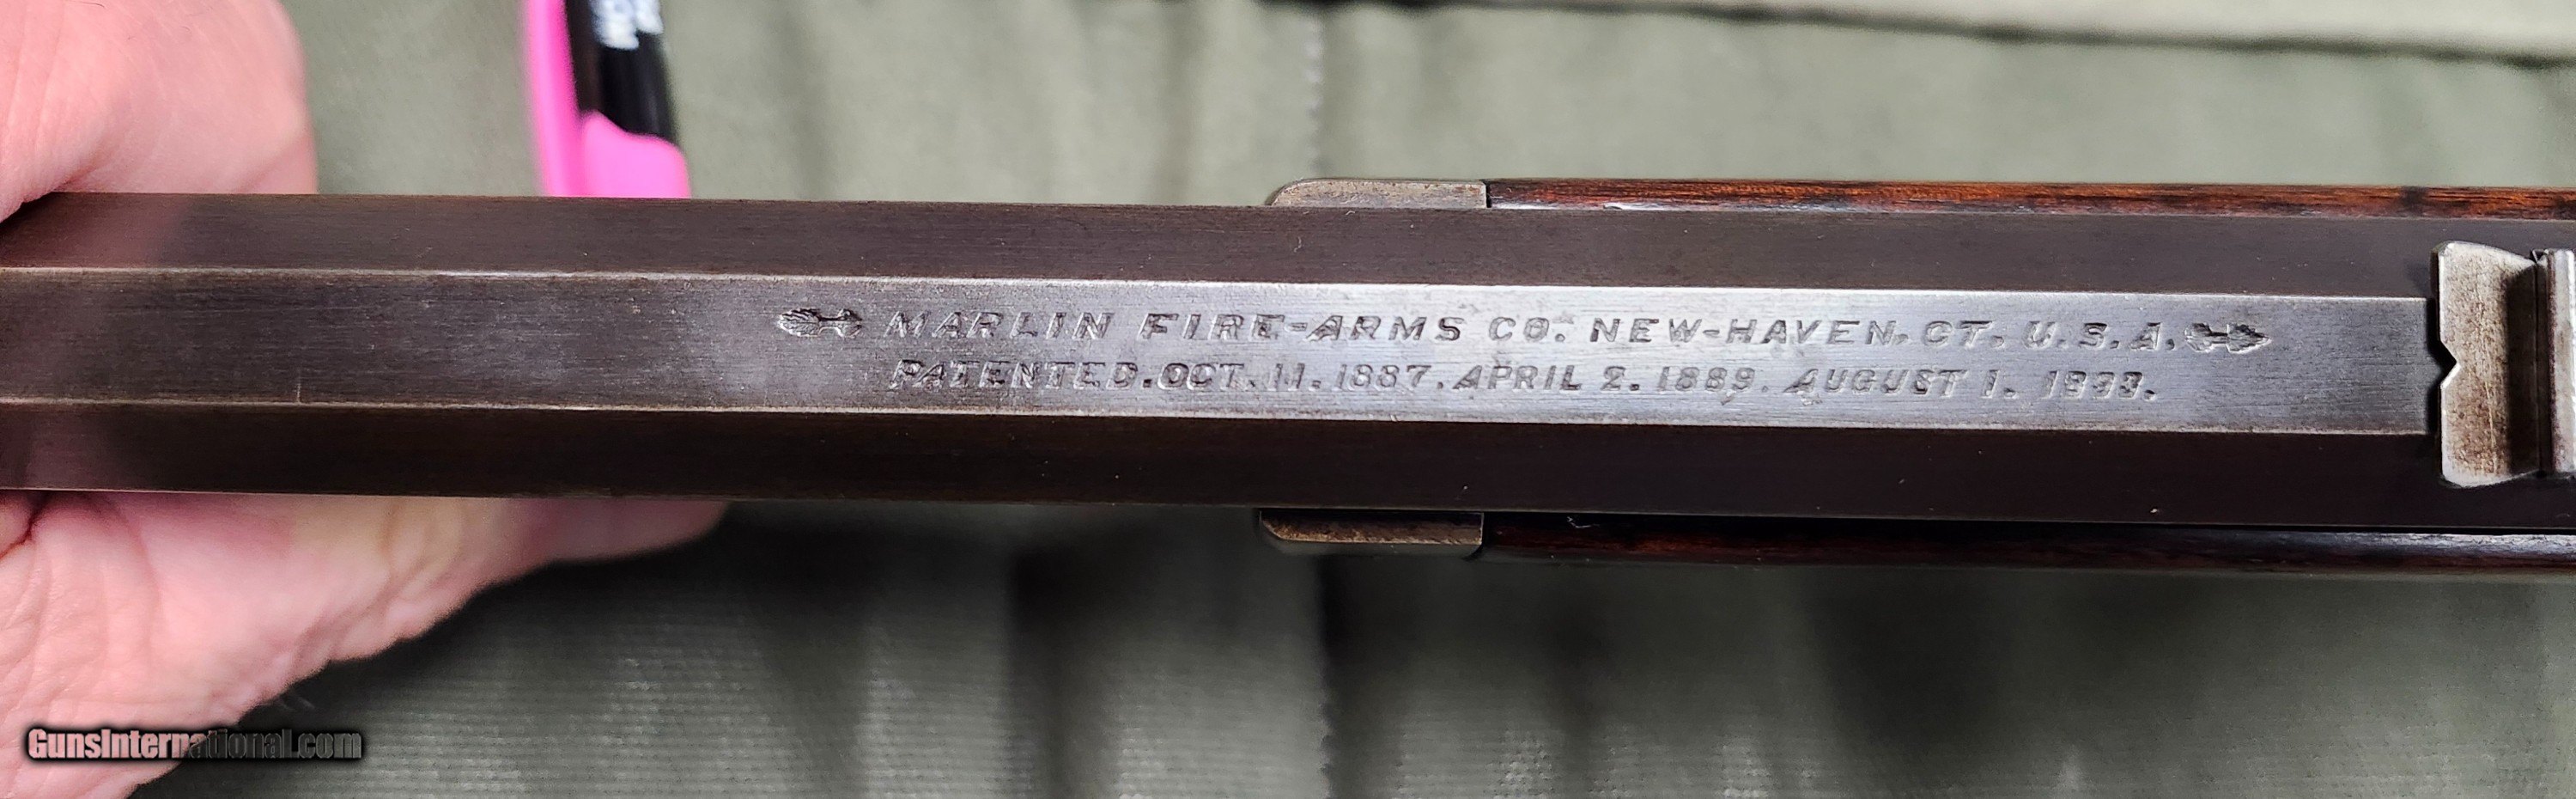 MARLIN FIRE-ARMS CO. NEW-HAVEN. CT. U.S.A.
PATENTED. OCT. 11. 1887. APRIL 2. 1889. AUGUST 1. 1893.
GunsInternational.com